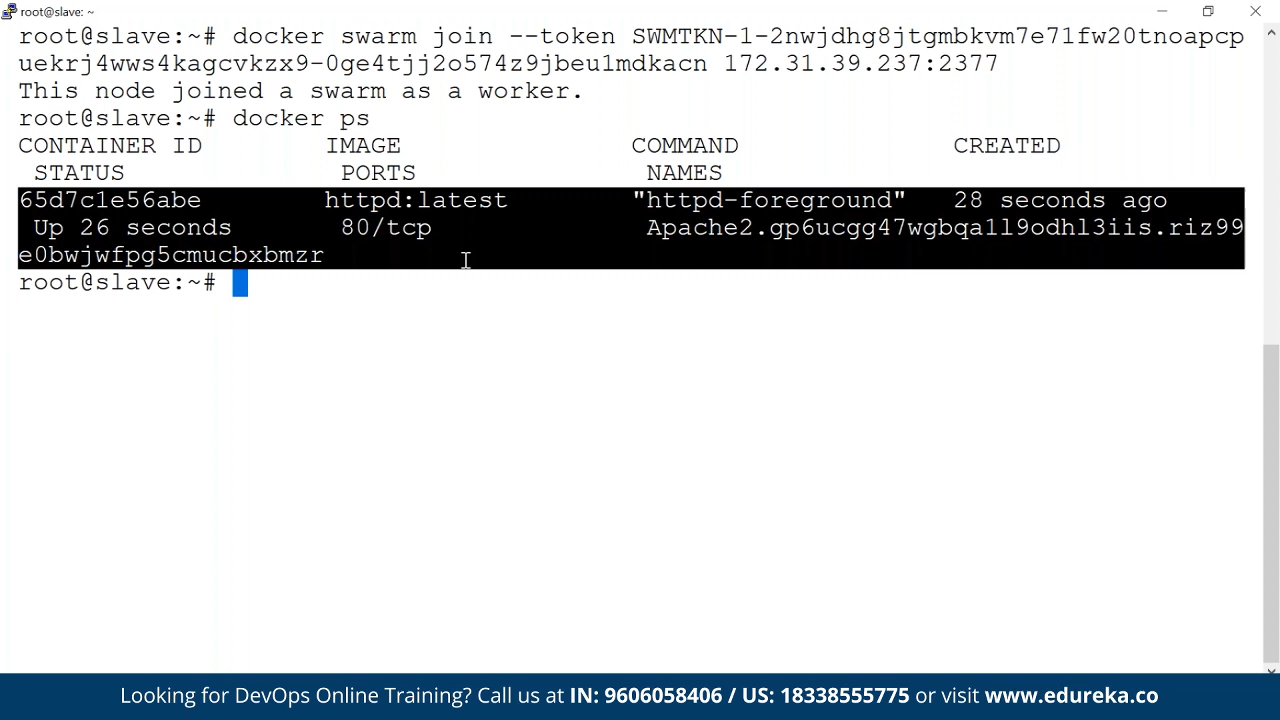 root@slave: ~
root@slave:~# docker swarm join --token SWMTKN-1-2nwjdhg8jtgmbkvm7e71fw20tnoapcp
uekrj4wws4kagcvkzx9-0ge4tjj2o574z9jbeu1mdkacn 172.31.39.237:2377
This node joined a swarm as a worker.
root@slave:~# docker ps
CONTAINER ID        IMAGE               COMMAND              CREATED
 STATUS              PORTS               NAMES
65d7c1e56abe        httpd:latest        "httpd-foreground"   28 seconds ago
 Up 26 seconds       80/tcp              Apache2.gp6ucgg47wgbqa1l9odhl3iis.riz99
e0bwjwfpg5cmucbxbmzr
root@slave:~#
Looking for DevOps Online Training? Call us at IN: 9606058406 / US: 18338555775 or visit www.edureka.co